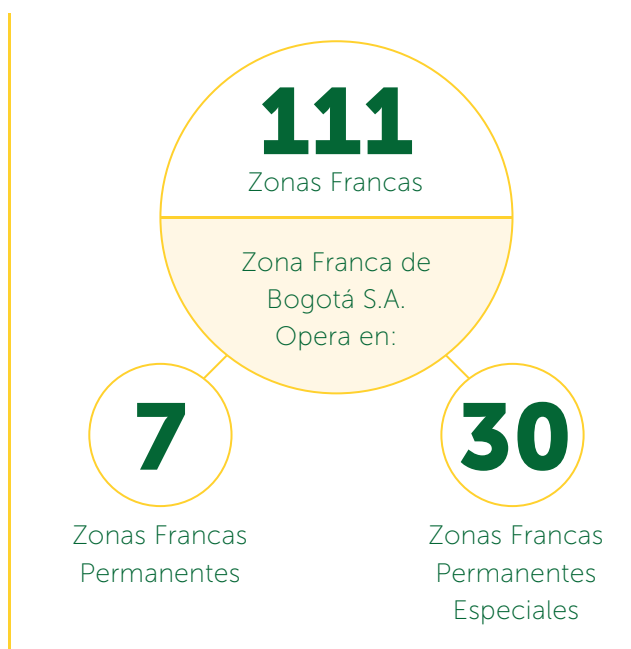 111
Zonas Francas
Zona Franca de
Bogotá S.A.
Opera en:
7
Zonas Francas
Permanentes
30
Zonas Francas
Permanentes
Especiales